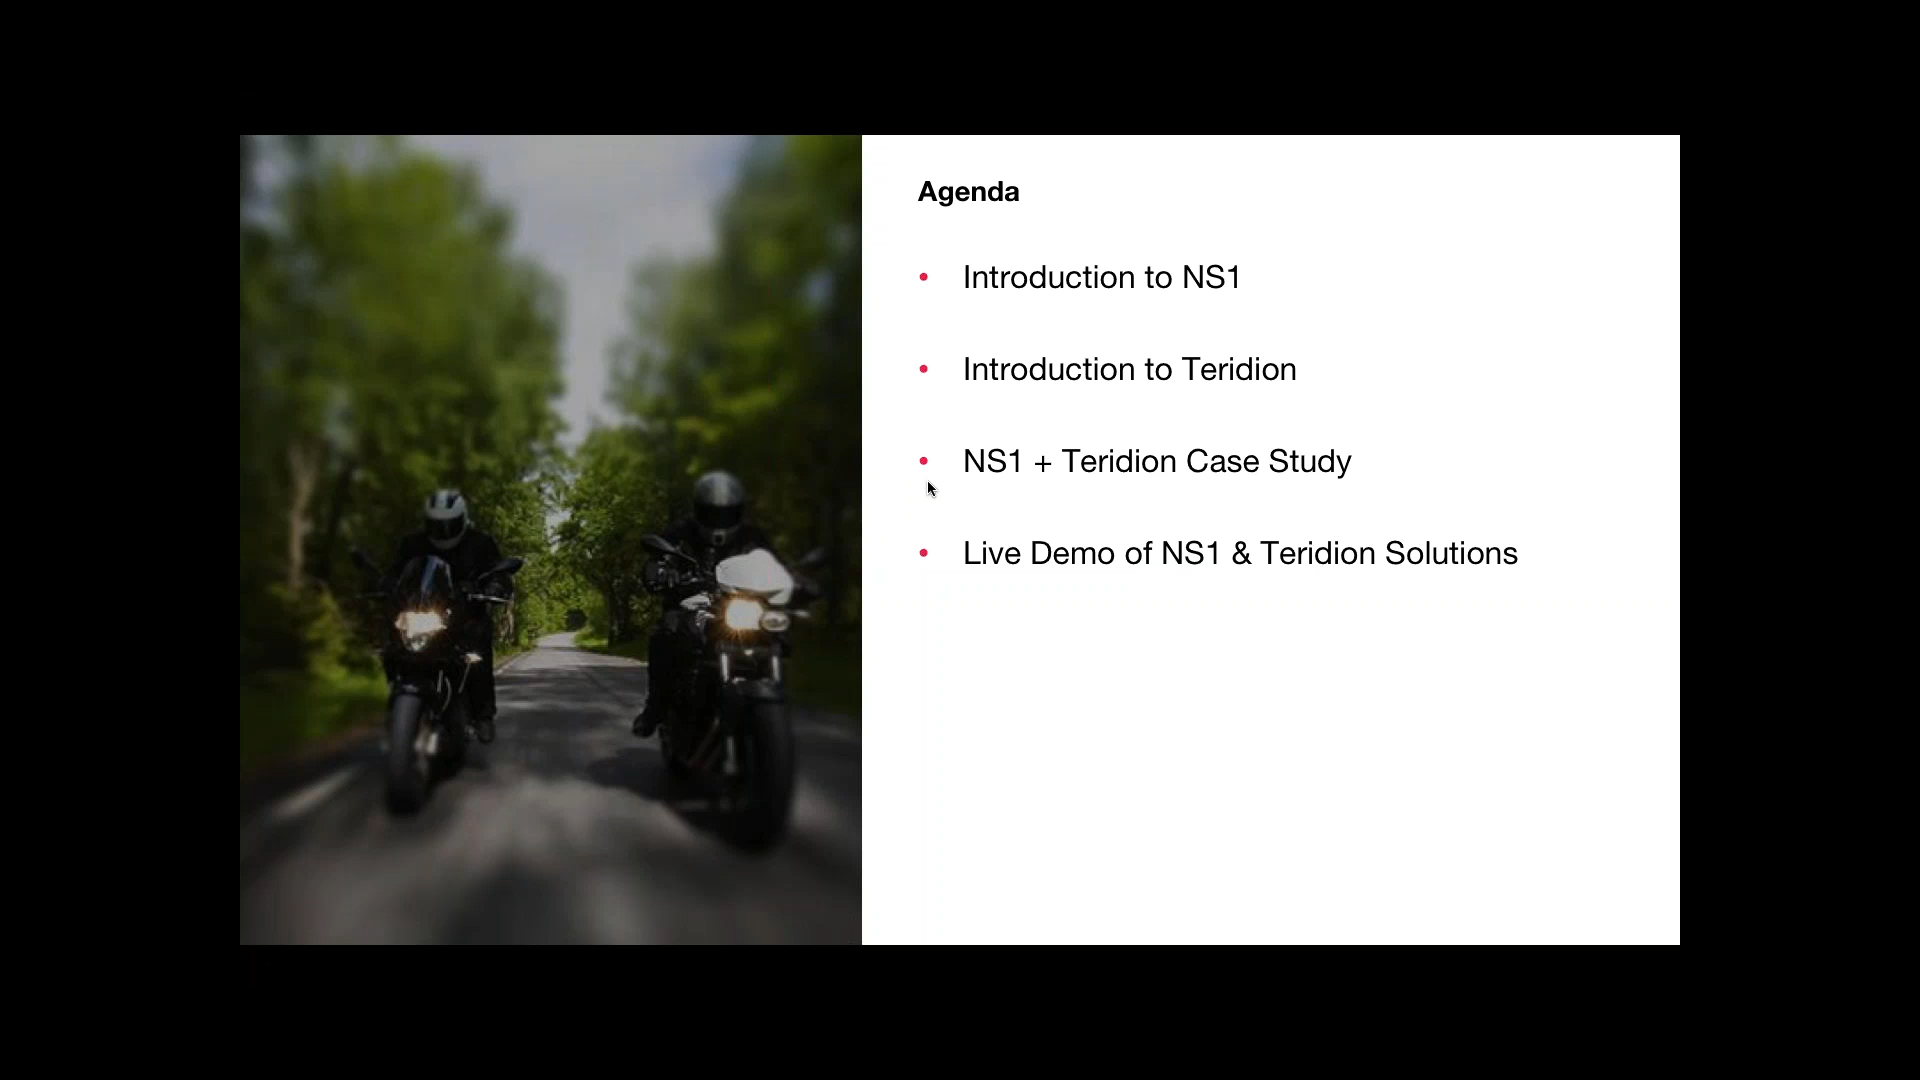 Agenda
• Introduction to NS1
• Introduction to Teridion
• NS1 + Teridion Case Study
• Live Demo of NS1 & Teridion Solutions